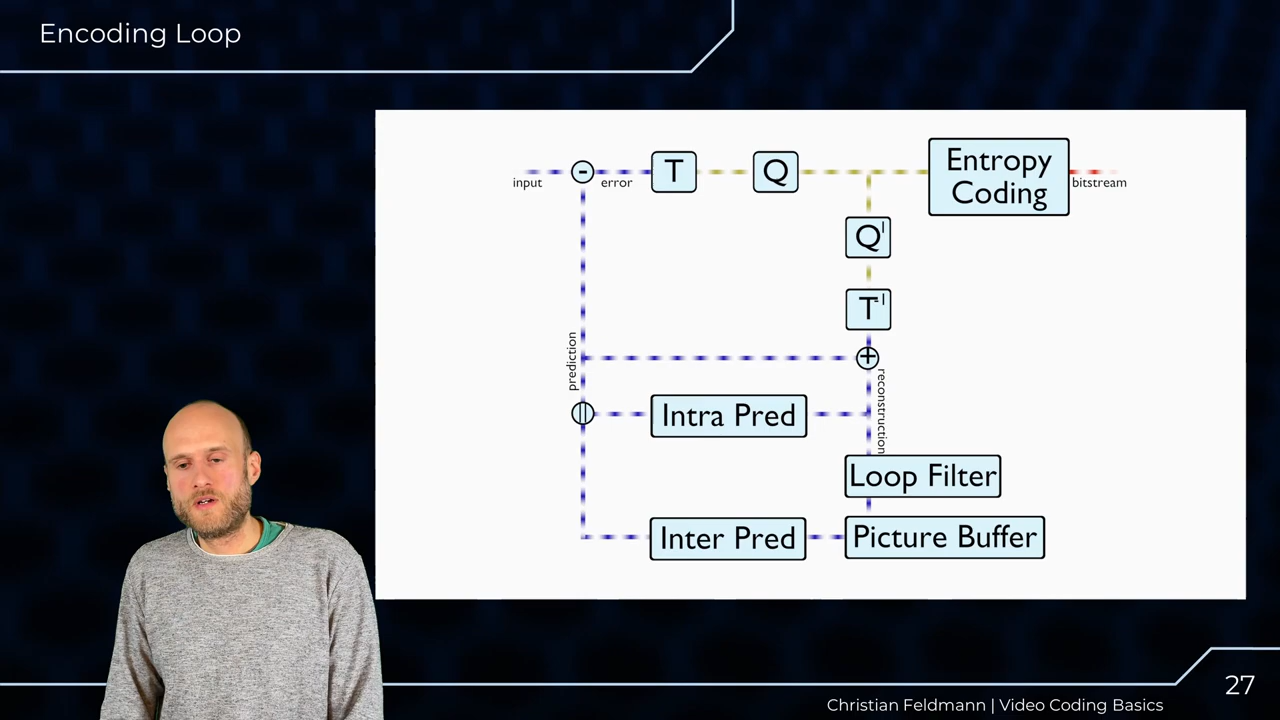 Encoding Loop
input
-
error
T
Q
Entropy
Coding
bitstream
Q
T
+
prediction
reconstruction
Intra Pred
Loop Filter
Inter Pred
Picture Buffer
27
Christian Feldmann | Video Coding Basics